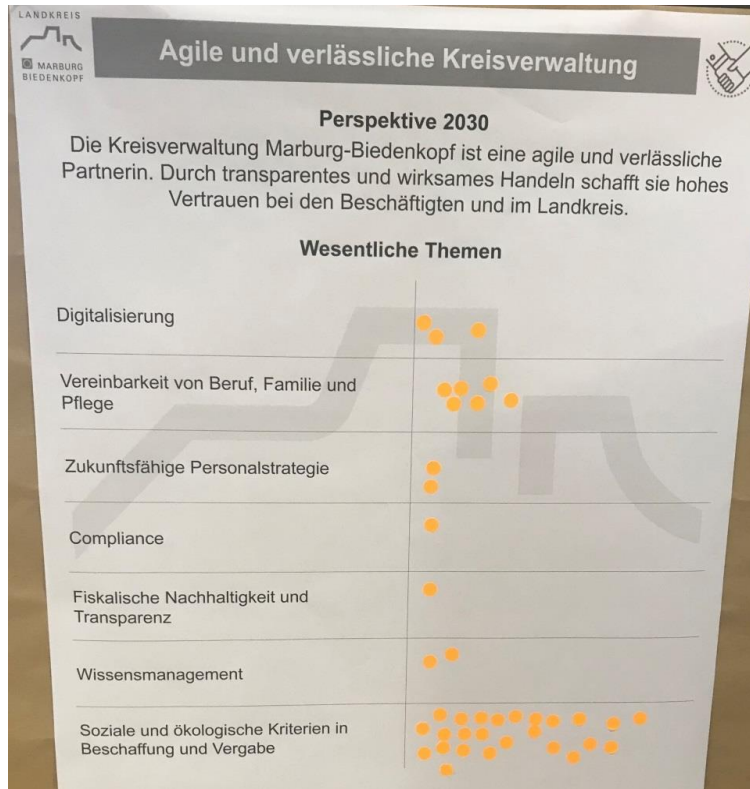 LANDKREIS
MARBURG
BIEDENKOPF
Agile und verlässliche Kreisverwaltung
Perspektive 2030
Die Kreisverwaltung Marburg-Biedenkopf ist eine agile und verlässliche
Partnerin. Durch transparentes und wirksames Handeln schafft sie hohes
Vertrauen bei den Beschäftigten und im Landkreis.
Wesentliche Themen
Digitalisierung
Vereinbarkeit von Beruf, Familie und
Pflege
Zukunftsfähige Personalstrategie
Compliance
Fiskalische Nachhaltigkeit und
Transparenz
Wissensmanagement
Soziale und ökologische Kriterien in
Beschaffung und Vergabe